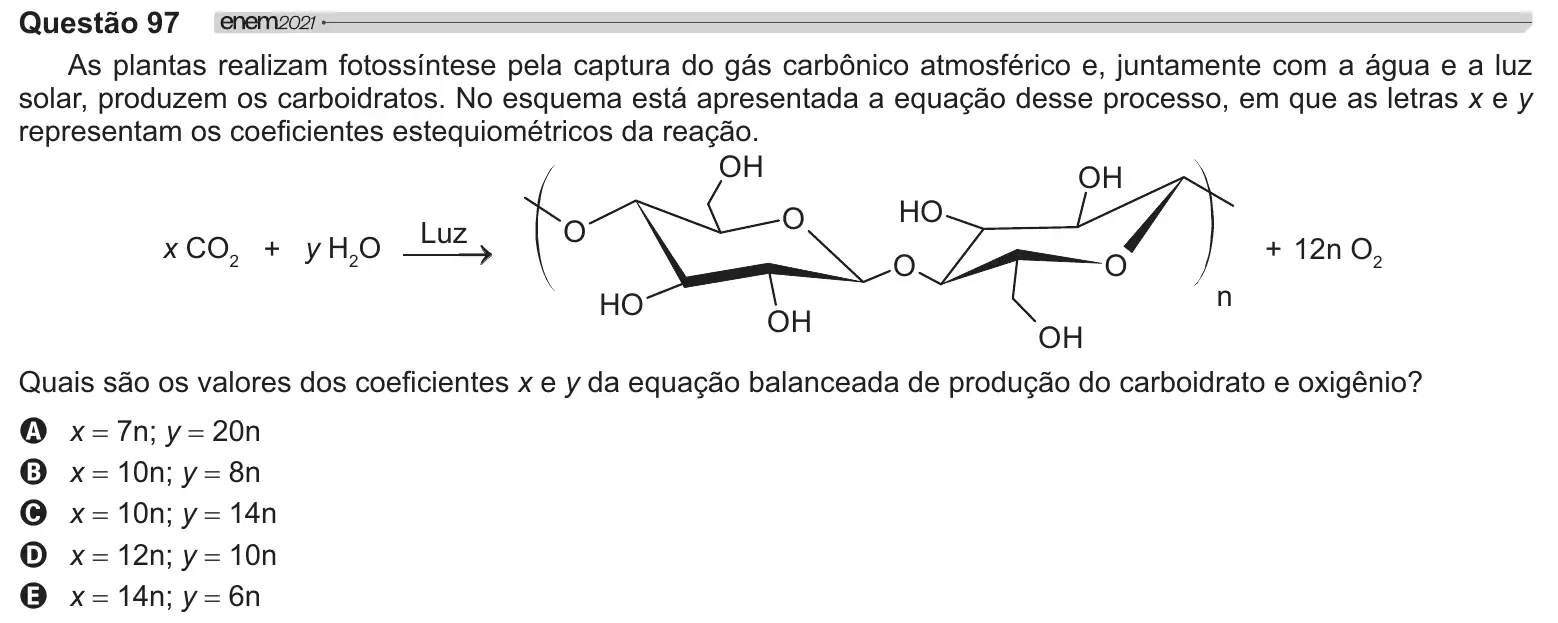 Questão 97 enem2021
As plantas realizam fotossíntese pela captura do gás carbônico atmosférico e, juntamente com a água e a luz
solar, produzem os carboidratos. No esquema está apresentada a equação desse processo, em que as letras x e y
representam os coeficientes estequiométricos da reação.
OH
OH
HO
O
O
x CO₂ + y H₂O Luz + 12n O₂
O
O
HO
n
OH
OH
Quais são os valores dos coeficientes x e y da equação balanceada de produção do carboidrato e oxigênio?
A x = 7n; y = 20n
B x = 10n; y = 8n
C x = 10n; y = 14n
D x = 12n; y = 10n
E x = 14n; y = 6n